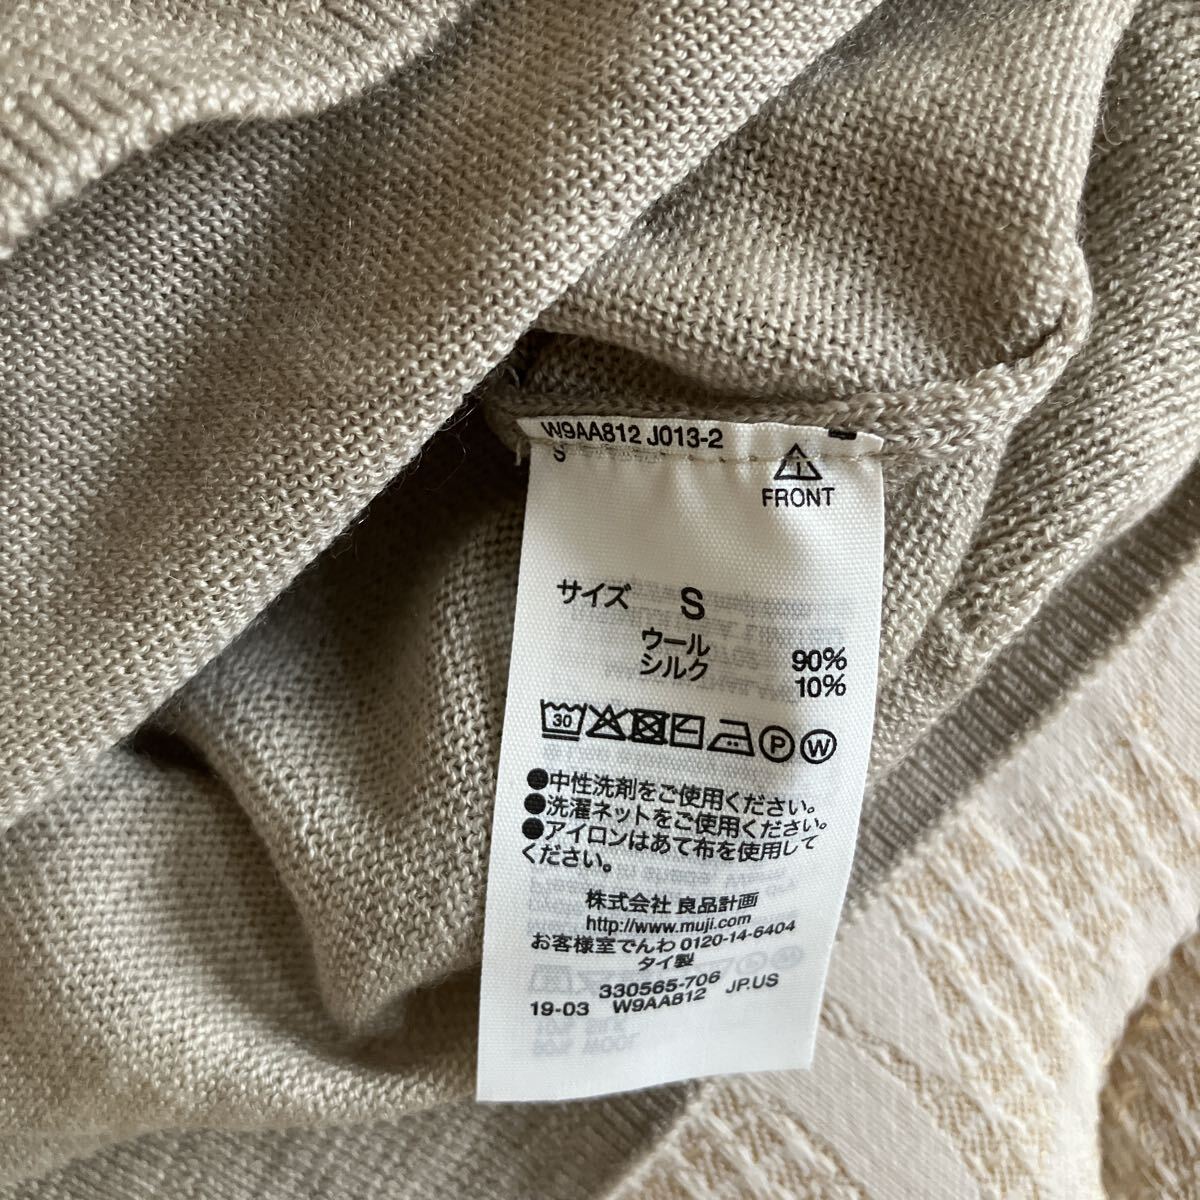 W9AA812 J013-2
S
FRONT
サイズ S
ウール 90%
シルク 10%
30 P W
●中性洗剤をご使用ください。
●洗濯ネットをご使用ください。
●アイロンはあて布を使用して
ください。
株式会社 良品計画
http://www.muji.com
お客様室でんわ 0120-14-6404
タイ製
330565-706
19-03 W9AA812 JP.US